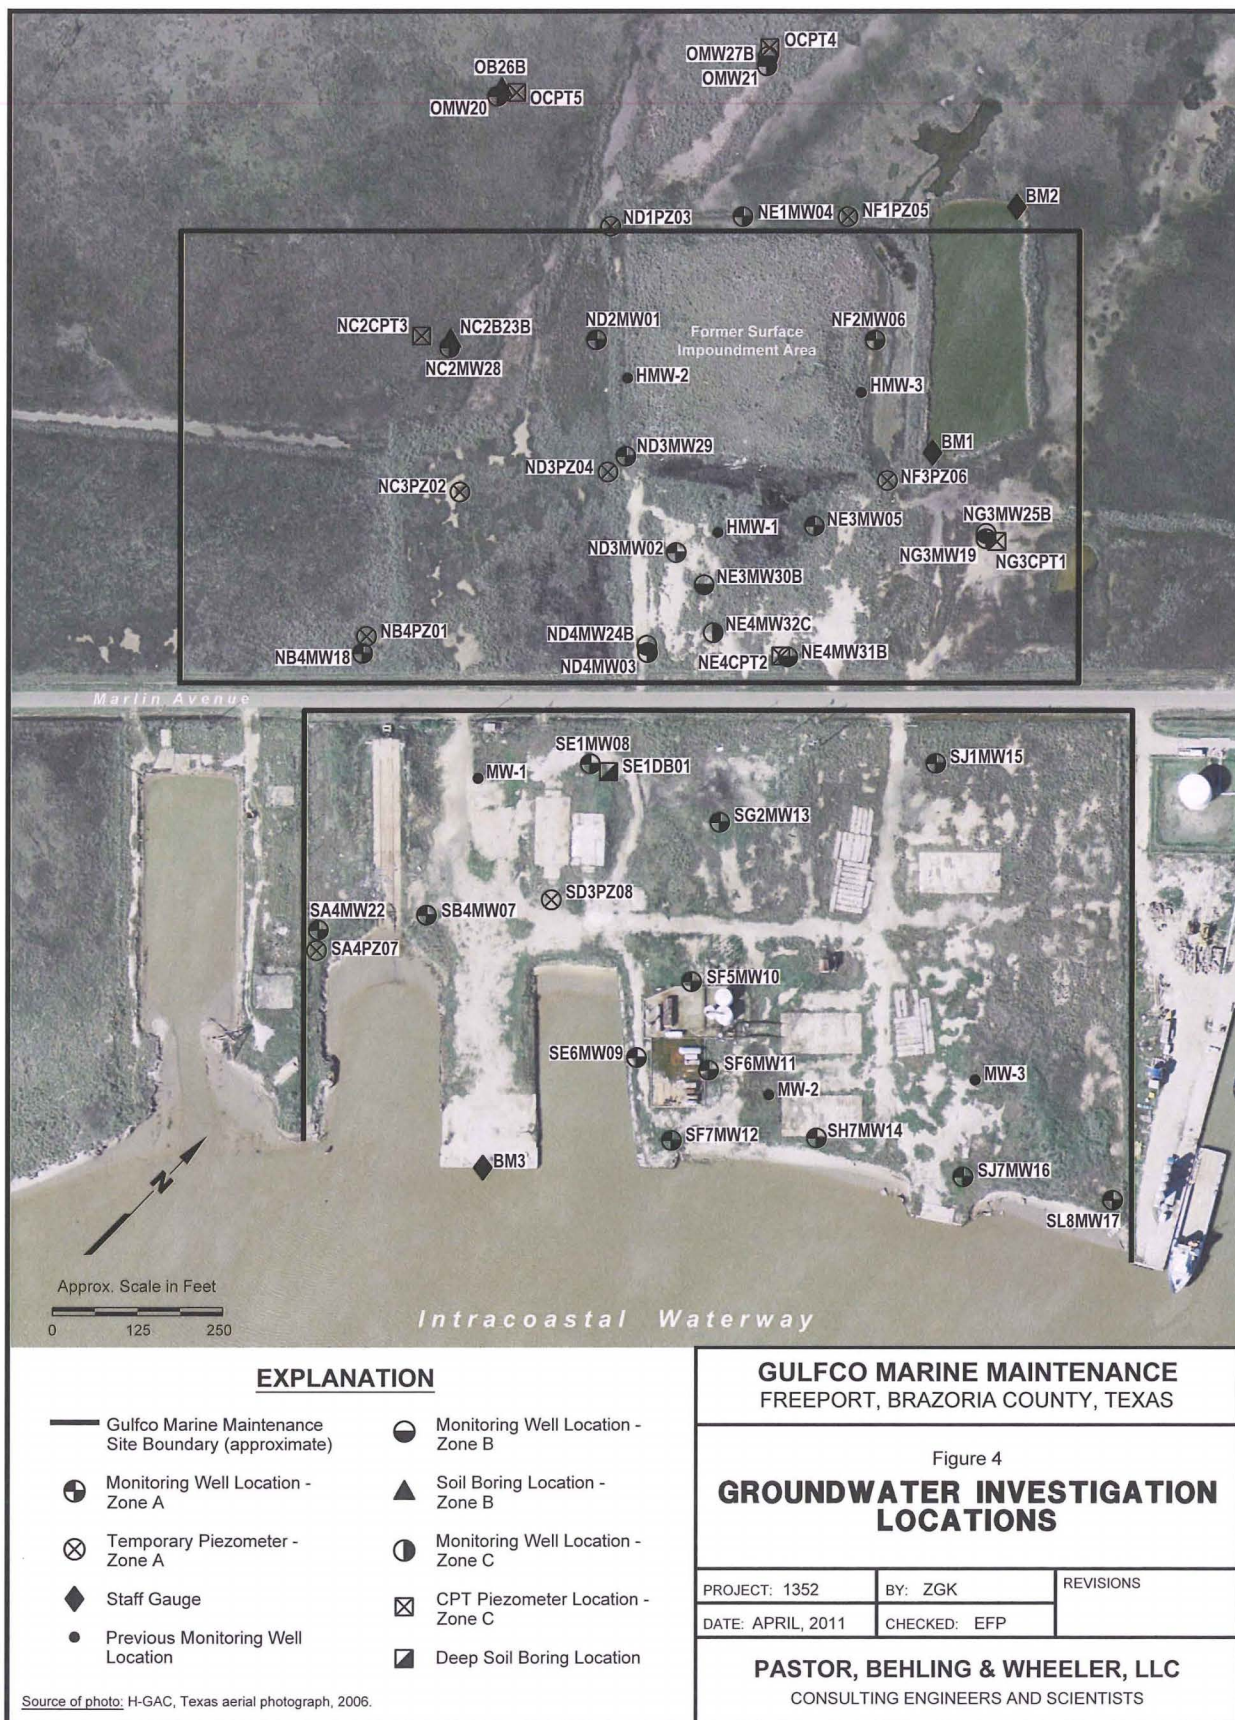 OCPT4
OMW27B
OMW21
OB26B
OCPT5
OMW20
BM2
ND1PZ03
NE1MW04
NF1PZ05
NC2CPT3
NC2B23B
NC2MW28
ND2MW01
Former Surface
Impoundment Area
NF2MW06
HMW-2
HMW-3
BM1
ND3MW29
ND3PZ04
NF3PZ06
NC3PZ02
HMW-1
NE3MW05
NG3MW25B
ND3MW02
NG3MW19
NG3CPT1
NE3MW30B
NB4PZ01
NB4MW18
ND4MW24B
ND4MW03
NE4MW32C
NE4CPT2
NE4MW31B
Marlin Avenue
SE1MW08
MW-1
SE1DB01
SJ1MW15
SG2MW13
SD3PZ08
SA4MW22
SB4MW07
SA4PZ07
SF5MW10
SE6MW09
SF6MW11
MW-2
MW-3
SF7MW12
SH7MW14
BM3
SJ7MW16
SL8MW17
N
Approx. Scale in Feet
0 125 250
Intracoastal Waterway
EXPLANATION
Gulfco Marine Maintenance
Site Boundary (approximate)
Monitoring Well Location -
Zone A
Temporary Piezometer -
Zone A
Staff Gauge
Previous Monitoring Well
Location
Monitoring Well Location -
Zone B
Soil Boring Location -
Zone B
Monitoring Well Location -
Zone C
CPT Piezometer Location -
Zone C
Deep Soil Boring Location
Source of photo: H-GAC, Texas aerial photograph, 2006.
GULFCO MARINE MAINTENANCE
FREEPORT, BRAZORIA COUNTY, TEXAS
Figure 4
GROUNDWATER INVESTIGATION
LOCATIONS
PROJECT: 1352
BY: ZGK
REVISIONS
DATE: APRIL, 2011
CHECKED: EFP
PASTOR, BEHLING & WHEELER, LLC
CONSULTING ENGINEERS AND SCIENTISTS